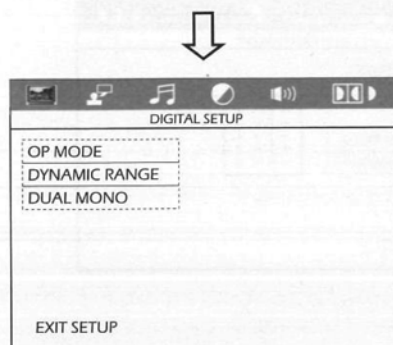 DIGITAL SETUP
OP MODE
DYNAMIC RANGE
DUAL MONO
EXIT SETUP